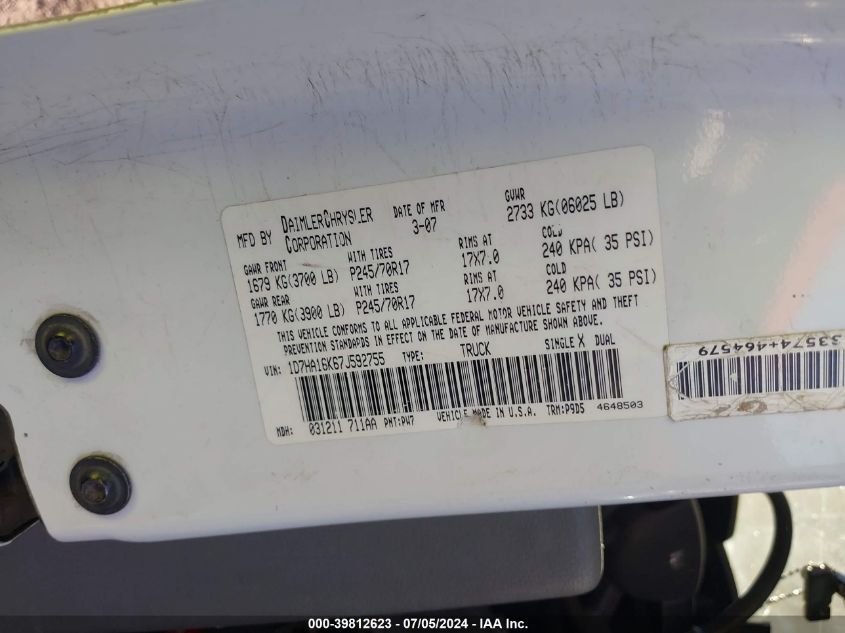 MFD BY DAIMLERCHRYSLER CORPORATION DATE OF MFR 3-07 GVWR 2733 KG(06025 LB)
GAWR FRONT WITH TIRES RIMS AT COLD
1679 KG(3700 LB) P245/70R17 17X7.0 240 KPA( 35 PSI)
GAWR REAR WITH TIRES RIMS AT COLD
1770 KG(3900 LB) P245/70R17 17X7.0 240 KPA( 35 PSI)
THIS VEHICLE CONFORMS TO ALL APPLICABLE FEDERAL MOTOR VEHICLE SAFETY AND THEFT
PREVENTION STANDARDS IN EFFECT ON THE DATE OF MANUFACTURE SHOWN ABOVE.
VIN: 1D7HA16K67J592755 TYPE: TRUCK SINGLE X DUAL
MDH: 031211 711AA PNT:PW7 VEHICLE MADE IN U.S.A. TRM:P9D5 4648503
33574+464579
000-39812623 - 07/05/2024 - IAA Inc.